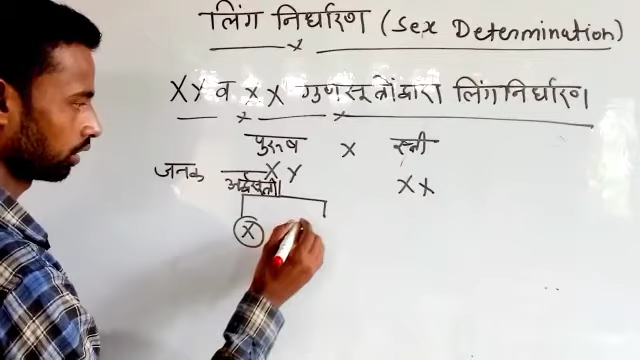 लिंग निर्धारण (Sex Determination)
XY व XX गुणसूत्रों द्वारा लिंग निर्धारण
पुरुष × स्त्री
जनक XY XX
अर्द्धसूत्री
X